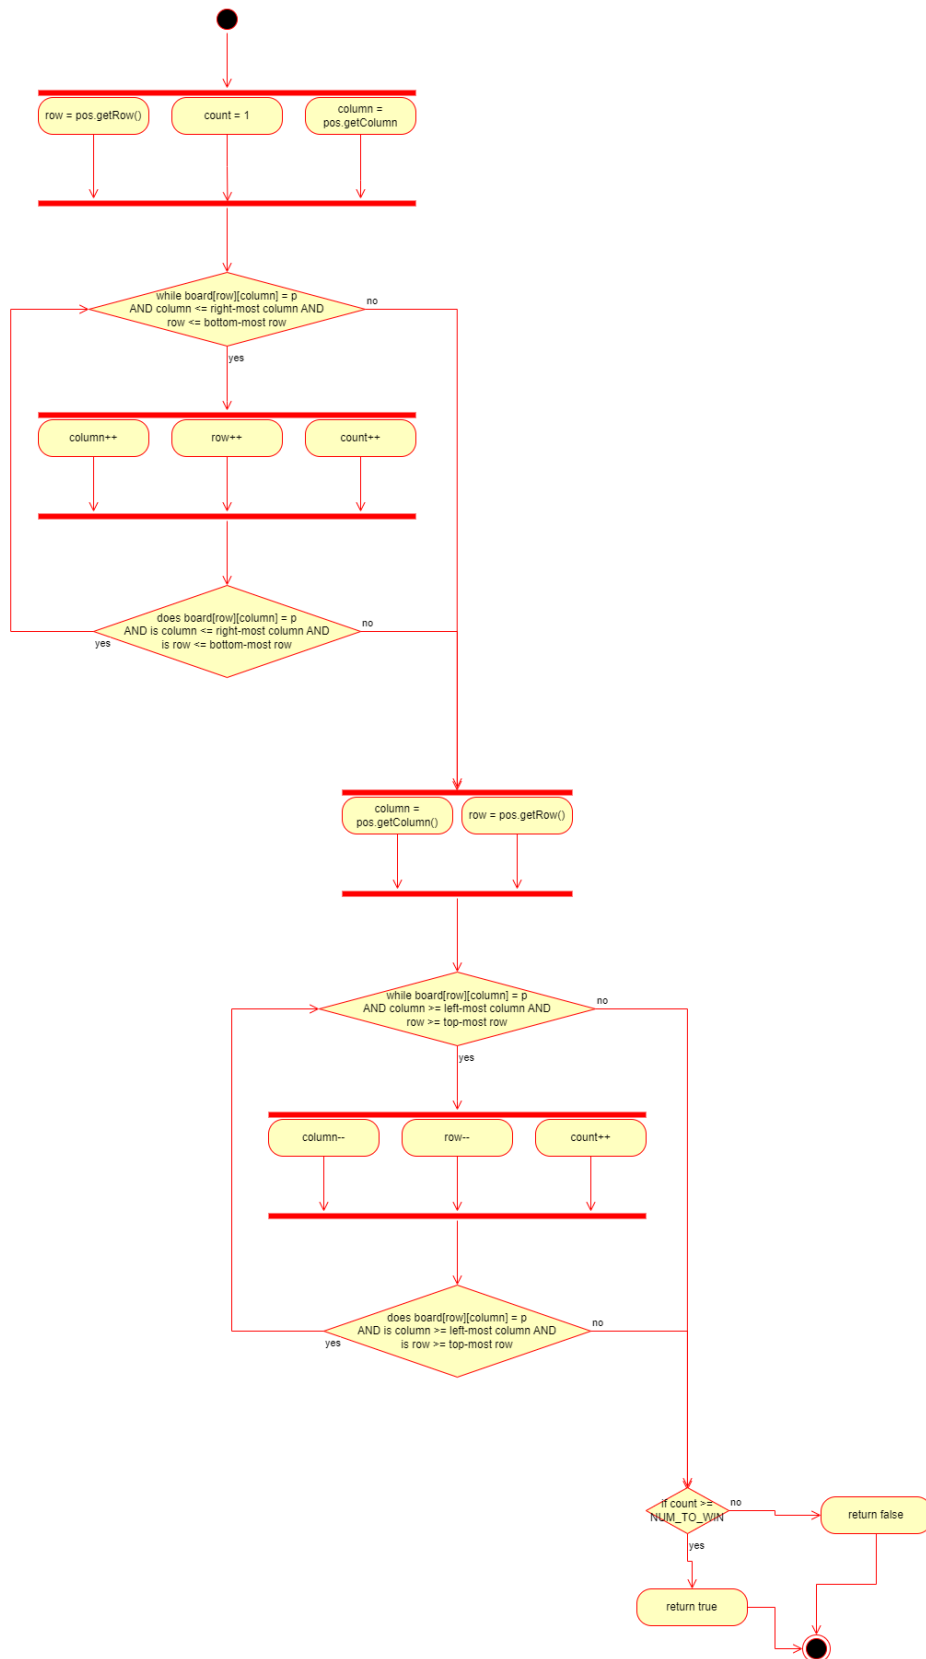 row = pos.getRow()
count = 1
column =
pos.getColumn
while board[row][column] = p
AND column <= right-most column AND
row <= bottom-most row
no
yes
column++
row++
count++
does board[row][column] = p
AND is column <= right-most column AND
is row <= bottom-most row
no
yes
column =
pos.getColumn()
row = pos.getRow()
while board[row][column] = p
AND column >= left-most column AND
row >= top-most row
no
yes
column--
row--
count++
does board[row][column] = p
AND is column >= left-most column AND
is row >= top-most row
no
yes
if count >=
NUM_TO_WIN
no
return false
yes
return true